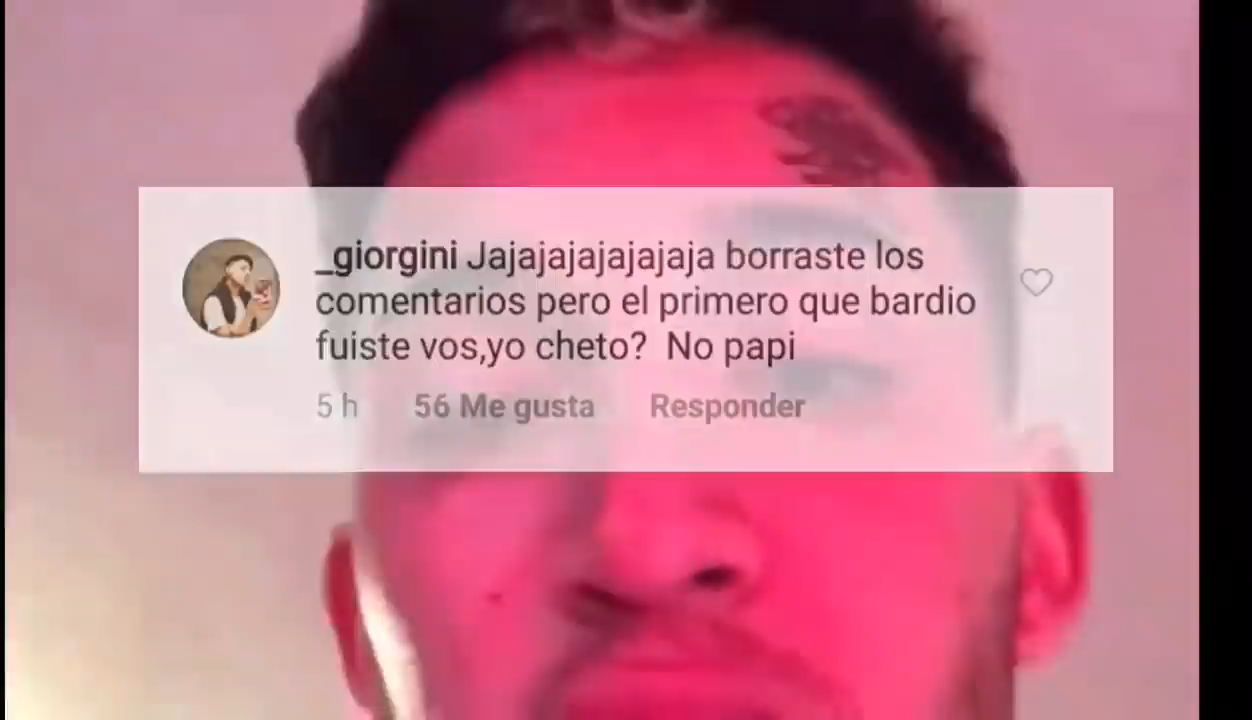 _giorgini Jajajajajajajaja borraste los
comentarios pero el primero que bardio
fuiste vos,yo cheto?  No papi
5 h 56 Me gusta Responder